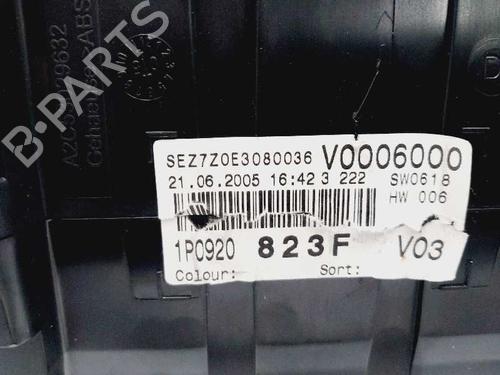 B-PARTS
Gehaeuse -ABS
SEZ7Z0E3080036 V0006000
21.06.2005 16:42 3 222 SW0618
HW 006
1P0920 823F V03
Colour: Sort: